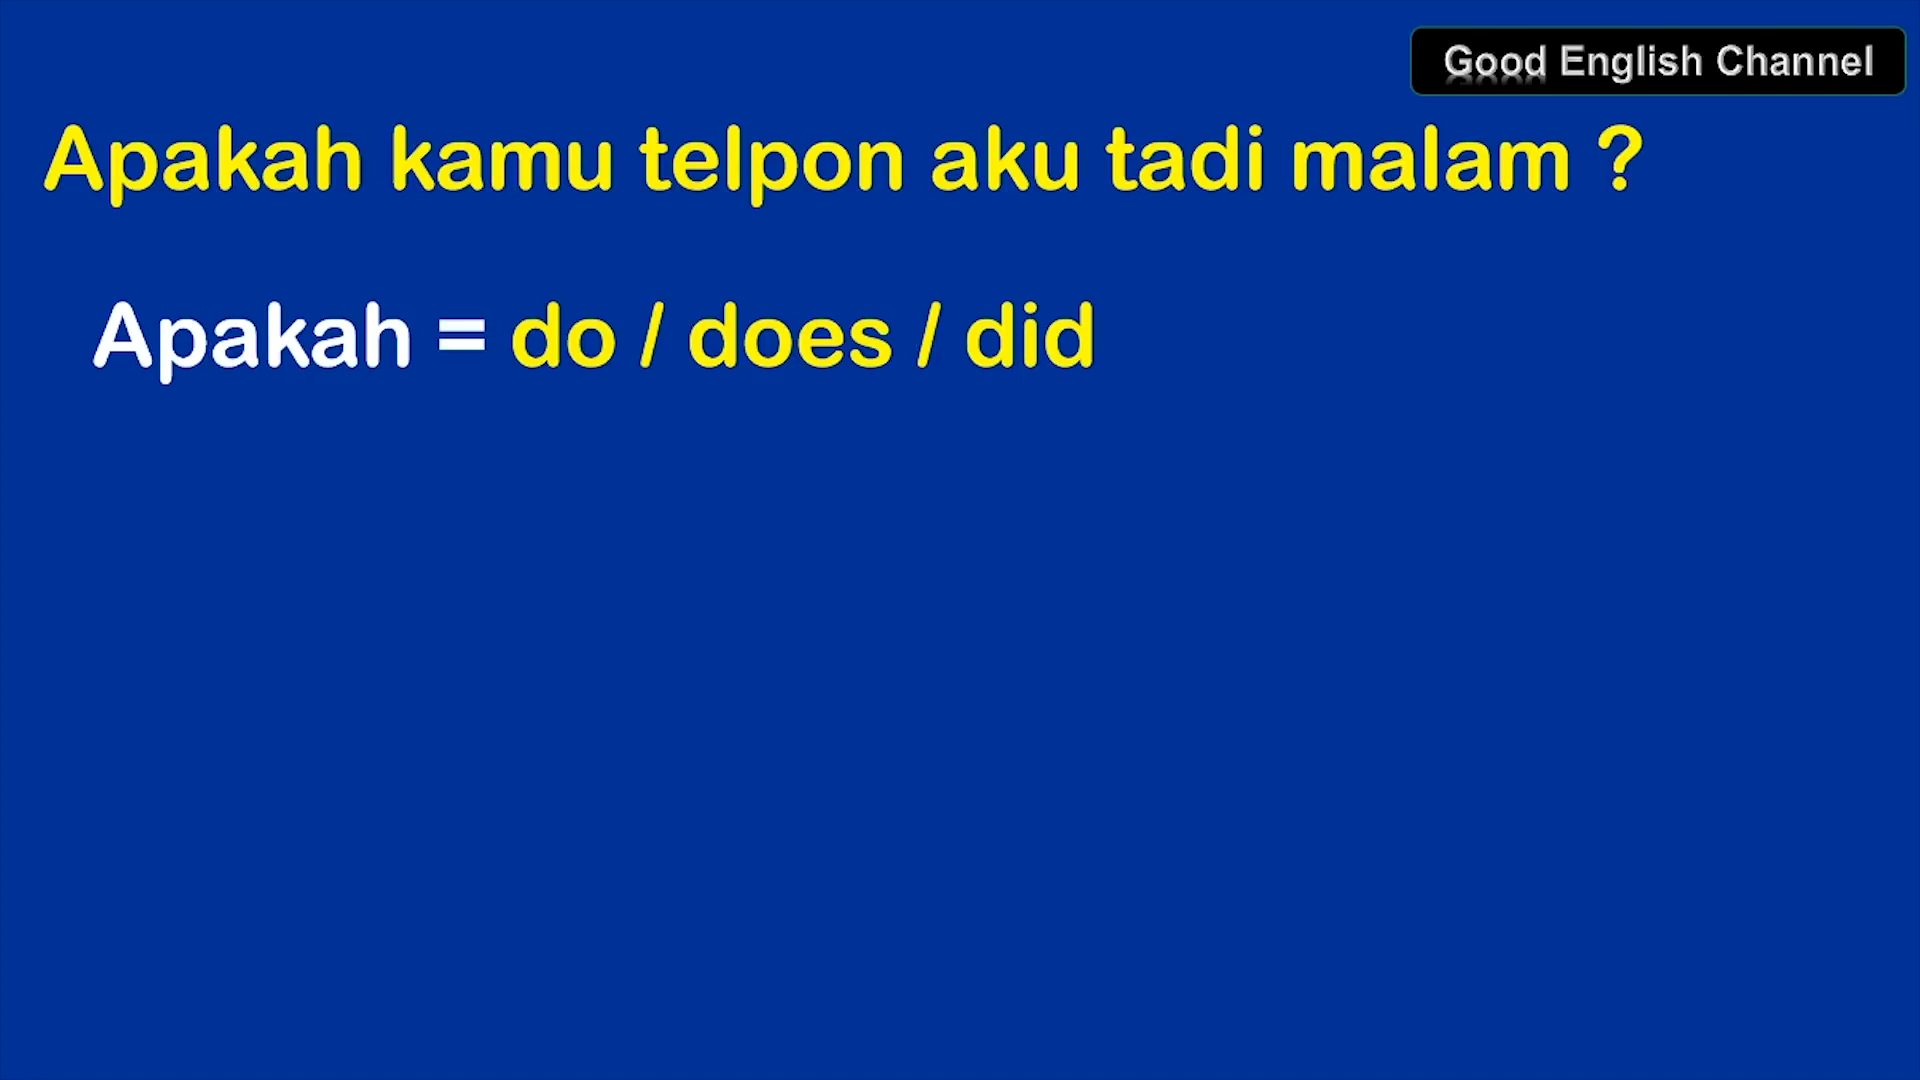 Good English Channel
Apakah kamu telpon aku tadi malam ?
Apakah = do / does / did